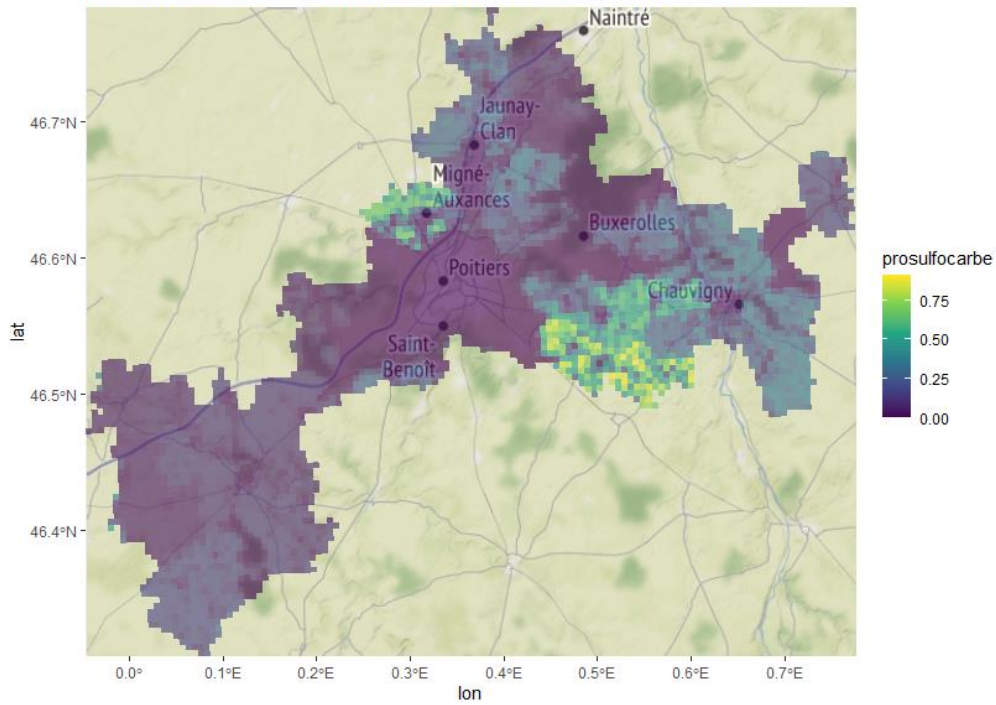 Naintré
Jaunay-
Clan
Migné-
Auxances
Buxerolles
Poitiers
Chauvigny
Saint-
Benoît
prosulfocarbe
0.75
0.50
0.25
0.00
lat
46.7°N
46.6°N
46.5°N
46.4°N
0.0°
0.1°E
0.2°E
0.3°E
0.4°E
0.5°E
0.6°E
0.7°E
lon